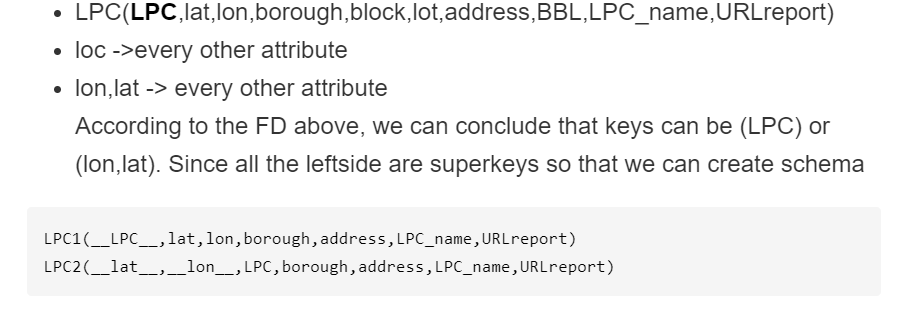 LPC(LPC,lat,lon,borough,block,lot,address,BBL,LPC_name,URLreport)
loc ->every other attribute
lon,lat -> every other attribute
According to the FD above, we can conclude that keys can be (LPC) or
(lon,lat). Since all the leftside are superkeys so that we can create schema
LPC1(__LPC__,lat,lon,borough,address,LPC_name,URLreport)
LPC2(__lat__,__lon__,LPC,borough,address,LPC_name,URLreport)